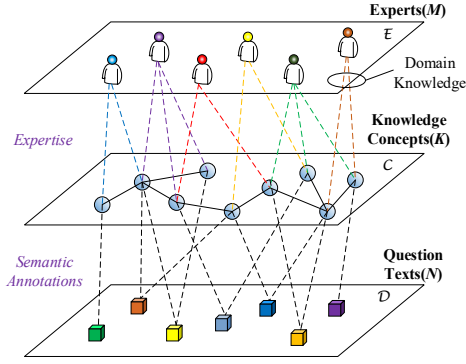 Experts(M)
ℰ
Domain
Knowledge
Expertise
Knowledge
Concepts(K)
𝒞
Semantic
Annotations
Question
Texts(N)
𝒟